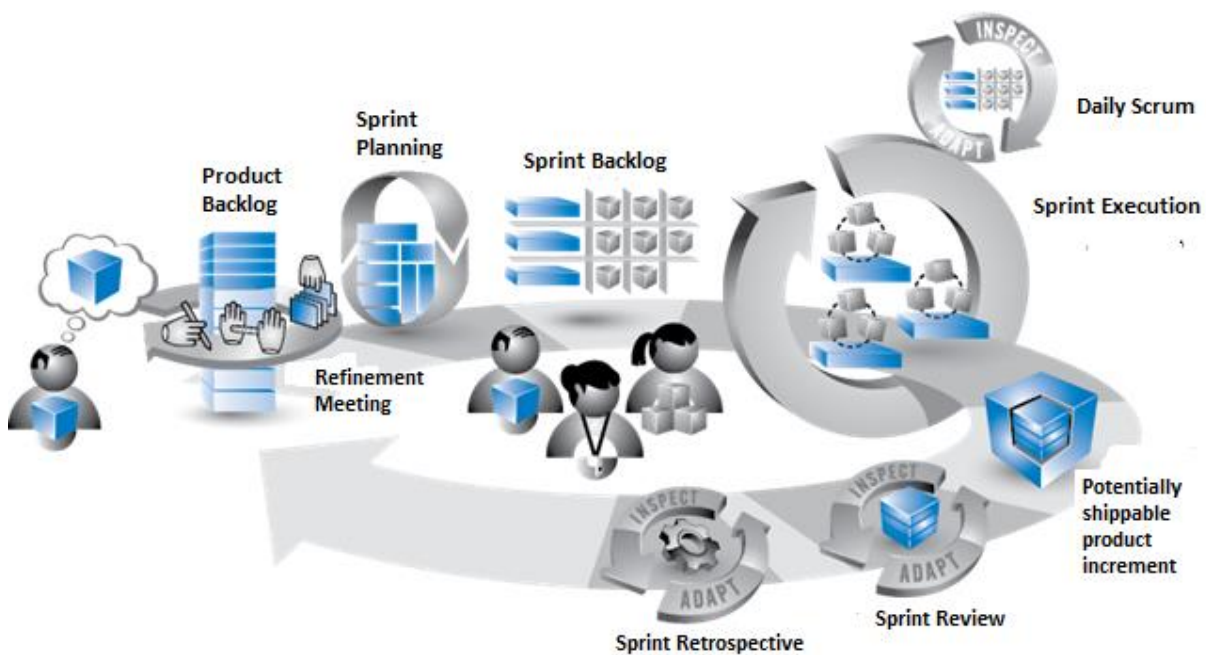 INSPECT
ADAPT
Daily Scrum
Sprint
Planning
Sprint Backlog
Product
Backlog
Sprint Execution
Refinement
Meeting
Potentially
shippable
product
increment
INSPECT
ADAPT
Sprint Review
INSPECT
ADAPT
Sprint Retrospective